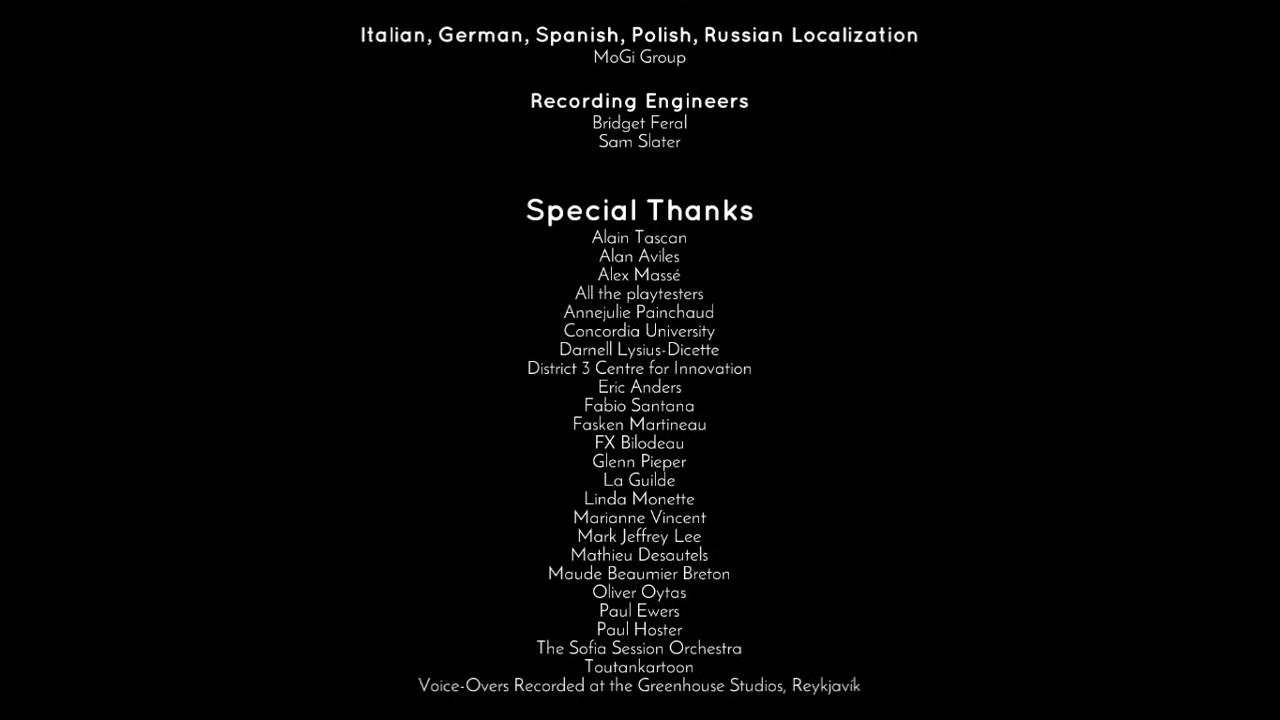 Italian, German, Spanish, Polish, Russian Localization
MoGi Group
Recording Engineers
Bridget Feral
Sam Slater
Special Thanks
Alain Tascan
Alan Aviles
Alex Massé
All the playtesters
Annejulie Painchaud
Concordia University
Darnell Lysius-Dicette
District 3 Centre for Innovation
Eric Anders
Fabio Santana
Fasken Martineau
FX Bilodeau
Glenn Pieper
La Guilde
Linda Monette
Marianne Vincent
Mark Jeffrey Lee
Mathieu Desautels
Maude Beaumier Breton
Oliver Oytas
Paul Ewers
Paul Hoster
The Sofia Session Orchestra
Toutankartoon
Voice-Overs Recorded at the Greenhouse Studios, Reykjavík